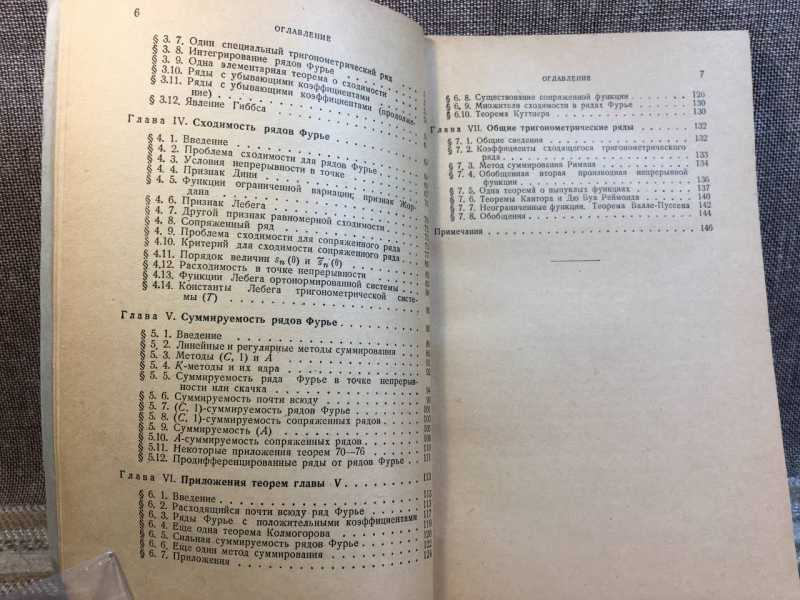 6
ОГЛАВЛЕНИЕ
§ 3. 7. Один специальный тригонометрический ряд
§ 3. 8. Интегрирование рядов Фурье
§ 3. 9. Одна элементарная теорема о сходимости
§ 3.10. Ряды с убывающими коэффициентами
§ 3.11. Ряды с убывающими коэффициентами (продолже-
ние)
§ 3.12. Явление Гиббса
Глава IV. Сходимость рядов Фурье
§ 4. 1. Введение
§ 4. 2. Проблема сходимости для рядов Фурье
§ 4. 3. Условия непрерывности в точке
§ 4. 4. Признак Дини
§ 4. 5. Функции ограниченной вариации; признак Жор-
дана
§ 4. 6. Признак Лебега
§ 4. 7. Другой признак равномерной сходимости
§ 4. 8. Сопряженный ряд
§ 4. 9. Проблема сходимости для сопряженного ряда
§ 4.10. Критерий для сходимости сопряженного ряда
§ 4.11. Порядок величин sₙ(θ) и s̃ₙ(θ)
§ 4.12. Расходимость в точке непрерывности
§ 4.13. Функции Лебега ортонормированной системы
§ 4.14. Константы Лебега тригонометрической систе-
мы (T)
Глава V. Суммируемость рядов Фурье
§ 5. 1. Введение
§ 5. 2. Линейные и регулярные методы суммирования
§ 5. 3. Методы (C, 1) и A
§ 5. 4. K-методы и их ядра
§ 5. 5. Суммируемость ряда Фурье в точке непрерыв-
ности или скачка
§ 5. 6. Суммируемость почти всюду
§ 5. 7. (C, 1)-суммируемость рядов Фурье
§ 5. 8. (C, 1)-суммируемость сопряженных рядов
§ 5. 9. Суммируемость (A)
§ 5.10. A-суммируемость сопряженных рядов
§ 5.11. Некоторые приложения теорем 70—76
§ 5.12. Продифференцированные ряды от рядов Фурье
Глава VI. Приложения теорем главы V
§ 6. 1. Введение
§ 6. 2. Расходящийся почти всюду ряд Фурье
§ 6. 3. Ряды Фурье с положительными коэффициентами
§ 6. 4. Еще одна теорема Колмогорова
§ 6. 5. Сильная суммируемость рядов Фурье
§ 6. 6. Еще один метод суммирования
§ 6. 7. Приложения
ОГЛАВЛЕНИЕ 7
§ 6. 8. Существование сопряженной функции 126
§ 6. 9. Множители сходимости в рядах Фурье 130
§ 6.10. Теорема Куттнера 130
Глава VII. Общие тригонометрические ряды 132
§ 7. 1. Общие сведения 132
§ 7. 2. Коэффициенты сходящегося тригонометрического
ряда 133
§ 7. 3. Метод суммирования Римана 134
§ 7. 4. Обобщенная вторая производная непрерывной
функции 136
§ 7. 5. Одна теорема о выпуклых функциях 137
§ 7. 6. Теоремы Кантора и Дю Буа Реймонда 140
§ 7. 7. Неограниченные функции. Теорема Валле-Пуссена 142
§ 7. 8. Обобщения 144
Примечания 146